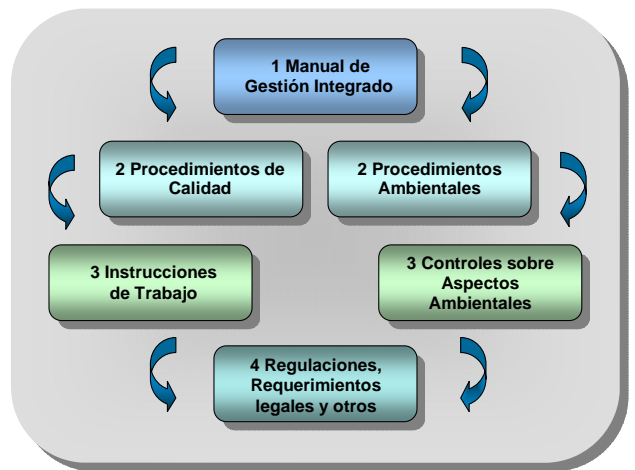 1 Manual de
Gestión Integrado
2 Procedimientos de
Calidad
2 Procedimientos
Ambientales
3 Instrucciones
de Trabajo
3 Controles sobre
Aspectos
Ambientales
4 Regulaciones,
Requerimientos
legales y otros